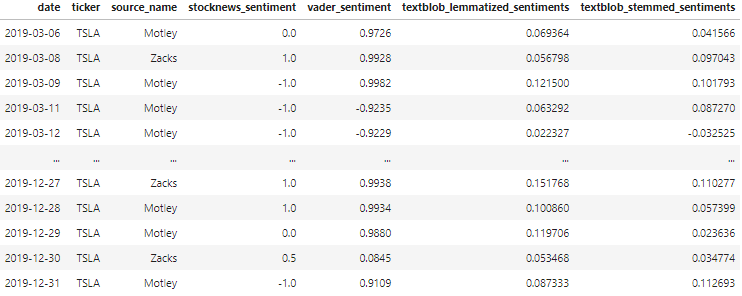 date ticker source_name stocknews_sentiment vader_sentiment textblob_lemmatized_sentiments textblob_stemmed_sentiments
2019-03-06 TSLA Motley 0.0 0.9726 0.069364 0.041566
2019-03-08 TSLA Zacks 1.0 0.9928 0.056798 0.097043
2019-03-09 TSLA Motley -1.0 0.9982 0.121500 0.101793
2019-03-11 TSLA Motley -1.0 -0.9235 0.063292 0.087270
2019-03-12 TSLA Motley -1.0 -0.9229 0.022327 -0.032525
... ... ... ... ... ... ...
2019-12-27 TSLA Zacks 1.0 0.9938 0.151768 0.110277
2019-12-28 TSLA Motley 1.0 0.9934 0.100860 0.057399
2019-12-29 TSLA Motley 0.0 0.9880 0.119706 0.023636
2019-12-30 TSLA Zacks 0.5 0.0845 0.053468 0.034774
2019-12-31 TSLA Motley -1.0 0.9109 0.087333 0.112693